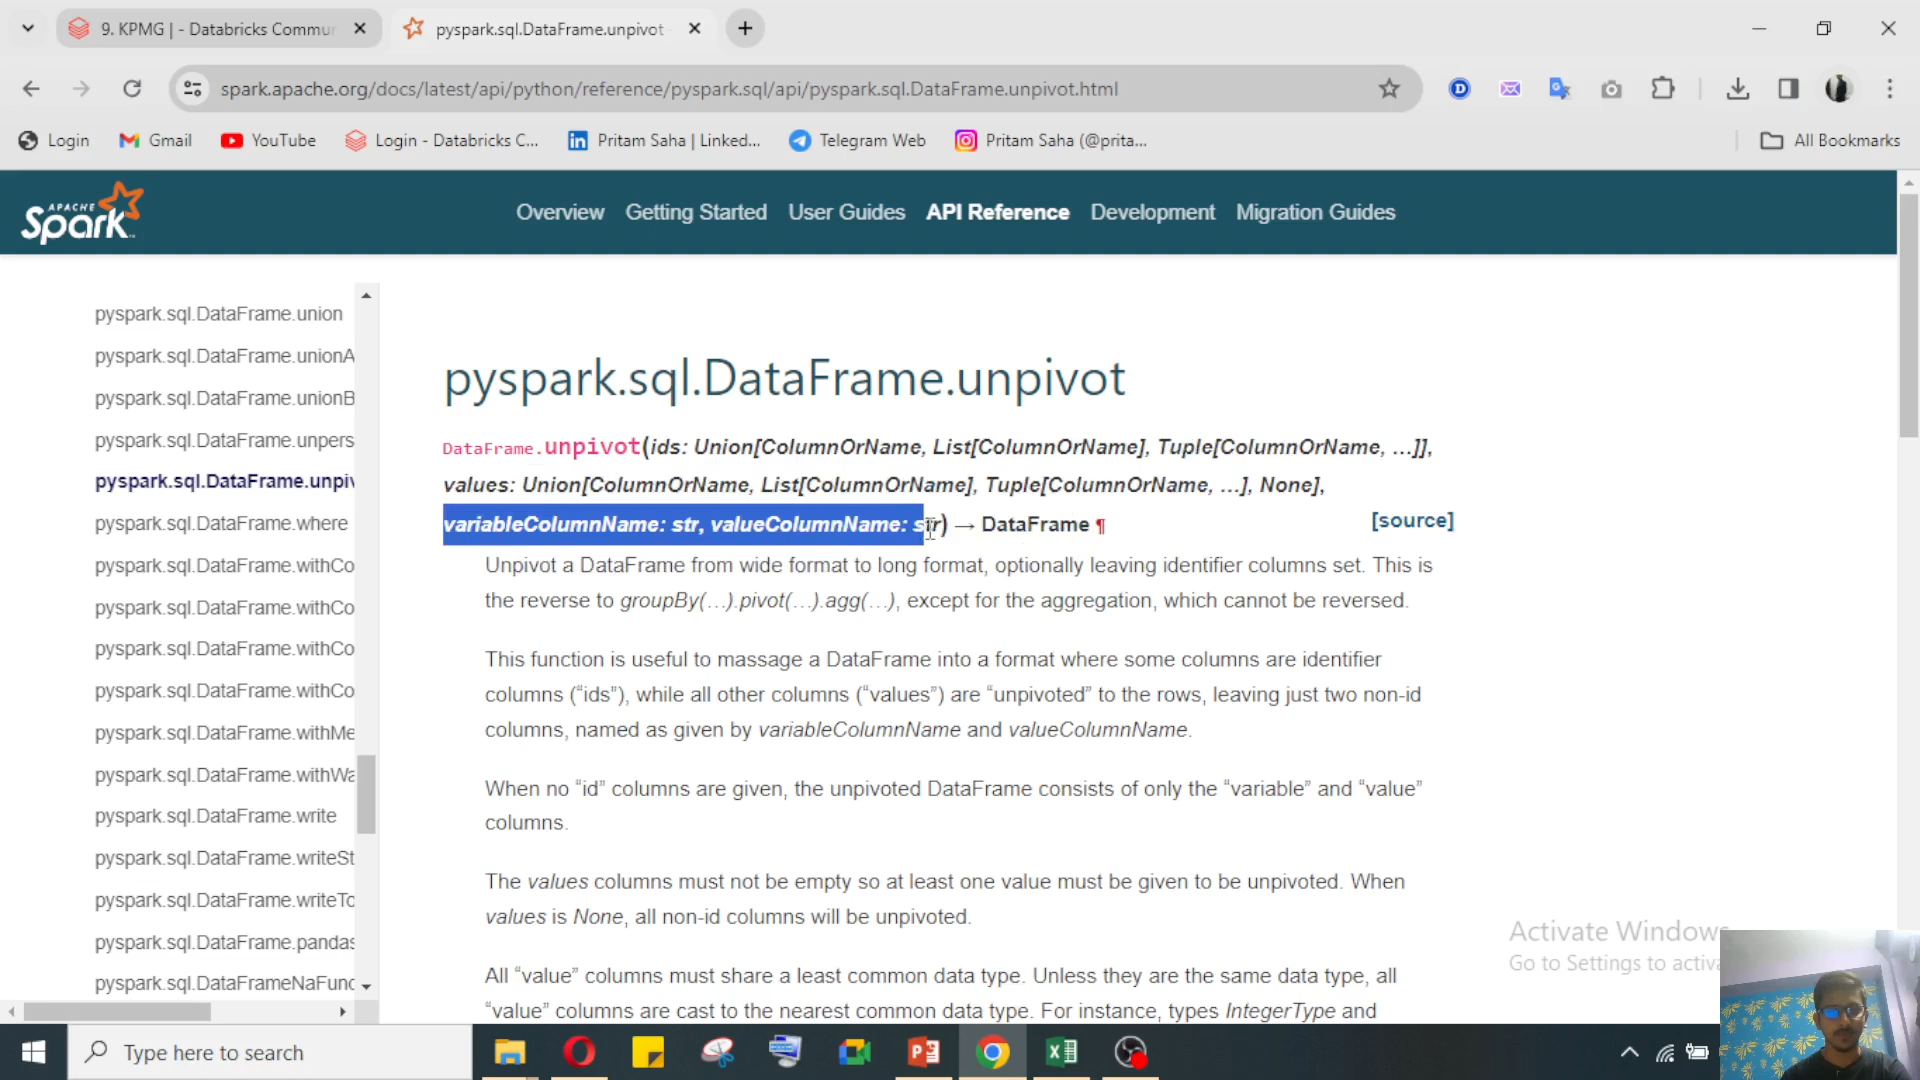 9. KPMG | - Databricks Commu
pyspark.sql.DataFrame.unpivot
spark.apache.org/docs/latest/api/python/reference/pyspark.sql/api/pyspark.sql.DataFrame.unpivot.html
Login
Gmail
YouTube
Login - Databricks C...
Pritam Saha | Linked...
Telegram Web
Pritam Saha (@prita...
All Bookmarks
APACHE
Spark
Overview
Getting Started
User Guides
API Reference
Development
Migration Guides
pyspark.sql.DataFrame.union
pyspark.sql.DataFrame.unionA
pyspark.sql.DataFrame.unionB
pyspark.sql.DataFrame.unpers
pyspark.sql.DataFrame.unpiv
pyspark.sql.DataFrame.where
pyspark.sql.DataFrame.withCo
pyspark.sql.DataFrame.withCo
pyspark.sql.DataFrame.withCo
pyspark.sql.DataFrame.withCo
pyspark.sql.DataFrame.withMe
pyspark.sql.DataFrame.withWa
pyspark.sql.DataFrame.write
pyspark.sql.DataFrame.writeSt
pyspark.sql.DataFrame.writeTo
pyspark.sql.DataFrame.pandas
pyspark.sql.DataFrameNaFunc
pyspark.sql.DataFrame.unpivot
DataFrame.unpivot(ids: Union[ColumnOrName, List[ColumnOrName], Tuple[ColumnOrName, …]],
values: Union[ColumnOrName, List[ColumnOrName], Tuple[ColumnOrName, …], None],
variableColumnName: str, valueColumnName: str) → DataFrame ¶
[source]
Unpivot a DataFrame from wide format to long format, optionally leaving identifier columns set. This is
the reverse to groupBy(…).pivot(…).agg(…), except for the aggregation, which cannot be reversed.
This function is useful to massage a DataFrame into a format where some columns are identifier
columns (“ids”), while all other columns (“values”) are “unpivoted” to the rows, leaving just two non-id
columns, named as given by variableColumnName and valueColumnName.
When no “id” columns are given, the unpivoted DataFrame consists of only the “variable” and “value”
columns.
The values columns must not be empty so at least one value must be given to be unpivoted. When
values is None, all non-id columns will be unpivoted.
All “value” columns must share a least common data type. Unless they are the same data type, all
“value” columns are cast to the nearest common data type. For instance, types IntegerType and
Activate Windows
Go to Settings to activa
Type here to search